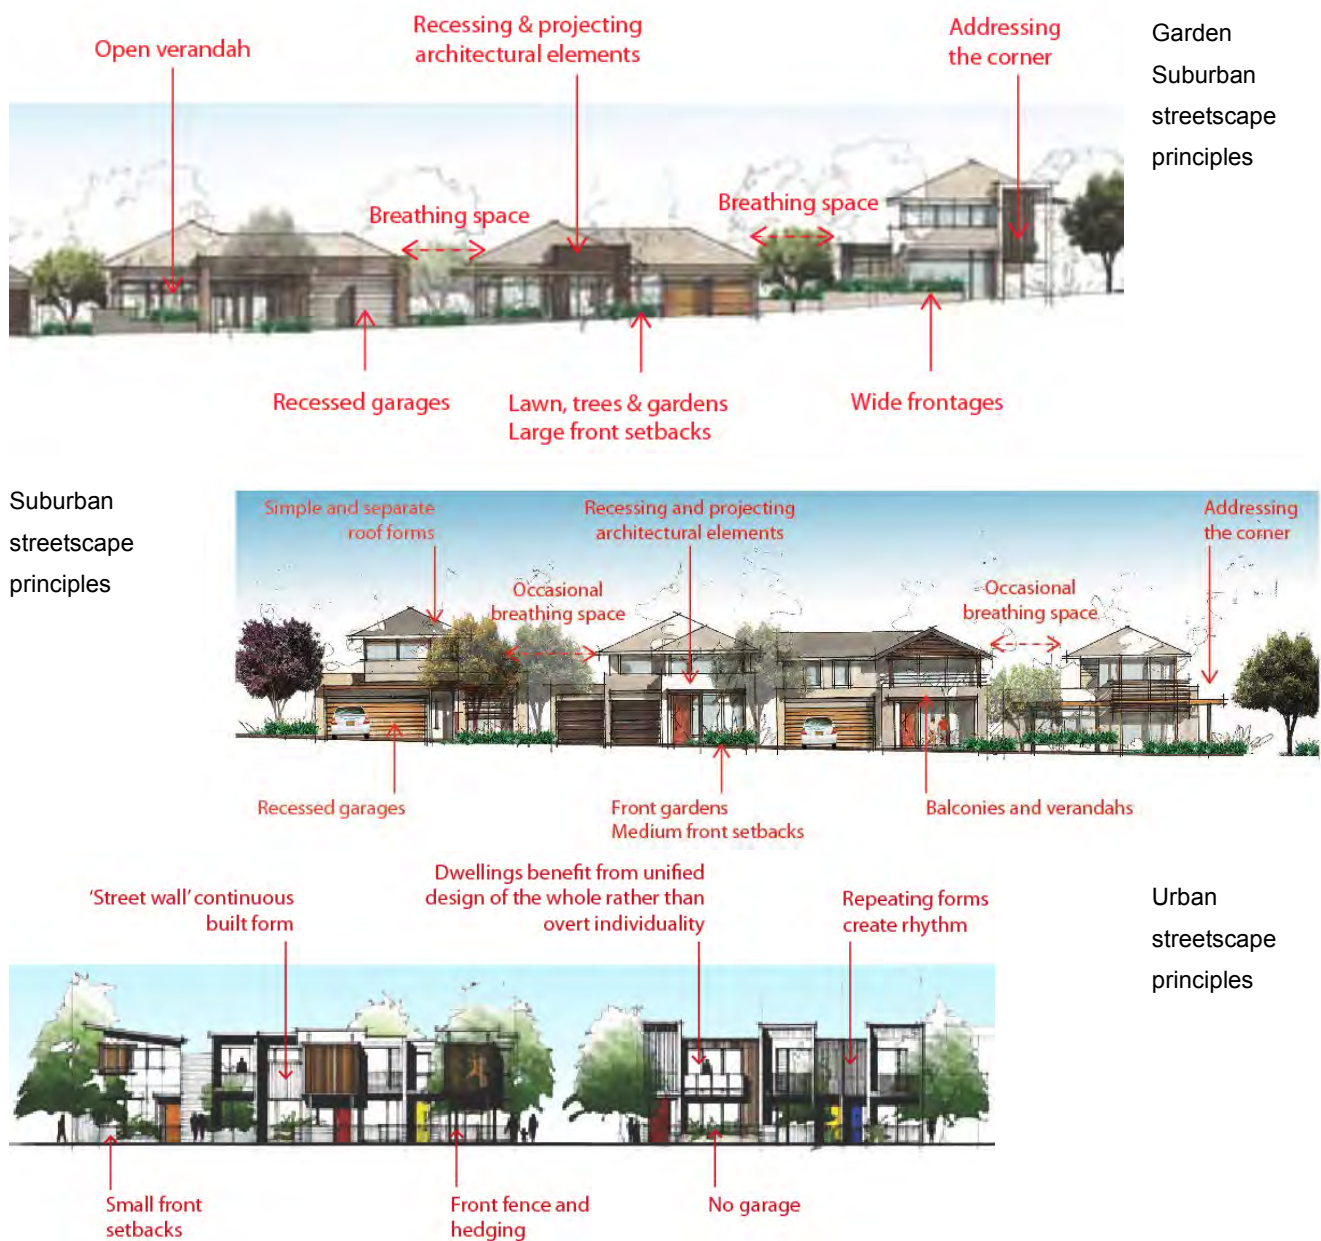 Open verandah
Recessing & projecting
architectural elements
Addressing
the corner
Garden
Suburban
streetscape
principles
Breathing space
Breathing space
Recessed garages
Lawn, trees & gardens
Large front setbacks
Wide frontages
Suburban
streetscape
principles
Simple and separate
roof forms
Recessing and projecting
architectural elements
Addressing
the corner
Occasional
breathing space
Occasional
breathing space
Recessed garages
Front gardens
Medium front setbacks
Balconies and verandahs
'Street wall' continuous
built form
Dwellings benefit from unified
design of the whole rather than
overt individuality
Repeating forms
create rhythm
Urban
streetscape
principles
Small front
setbacks
Front fence and
hedging
No garage